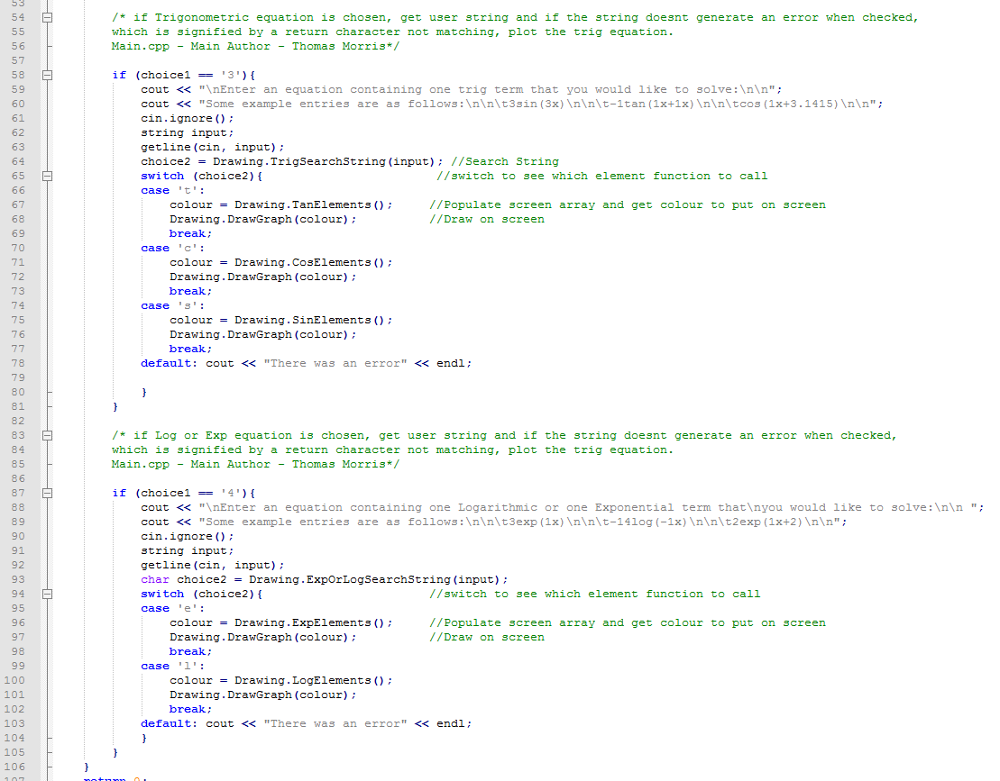 53
54 /* if Trigonometric equation is chosen, get user string and if the string doesnt generate an error when checked,
55 which is signified by a return character not matching, plot the trig equation.
56 Main.cpp - Main Author - Thomas Morris*/
57
58 if (choice1 == '3'){
59 cout << "\nEnter an equation containing one trig term that you would like to solve:\n\n";
60 cout << "Some example entries are as follows:\n\n\t3sin(3x)\n\n\t-1tan(1x+1x)\n\n\tcos(1x+3.1415)\n\n";
61 cin.ignore();
62 string input;
63 getline(cin, input);
64 choice2 = Drawing.TrigSearchString(input); //Search String
65 switch (choice2){ //switch to see which element function to call
66 case 't':
67 colour = Drawing.TanElements(); //Populate screen array and get colour to put on screen
68 Drawing.DrawGraph(colour); //Draw on screen
69 break;
70 case 'c':
71 colour = Drawing.CosElements();
72 Drawing.DrawGraph(colour);
73 break;
74 case 's':
75 colour = Drawing.SinElements();
76 Drawing.DrawGraph(colour);
77 break;
78 default: cout << "There was an error" << endl;
79
80 }
81 }
82
83 /* if Log or Exp equation is chosen, get user string and if the string doesnt generate an error when checked,
84 which is signified by a return character not matching, plot the trig equation.
85 Main.cpp - Main Author - Thomas Morris*/
86
87 if (choice1 == '4'){
88 cout << "\nEnter an equation containing one Logarithmic or one Exponential term that\nyou would like to solve:\n\n ";
89 cout << "Some example entries are as follows:\n\n\t3exp(1x)\n\n\t-14log(-1x)\n\n\t2exp(1x+2)\n\n";
90 cin.ignore();
91 string input;
92 getline(cin, input);
93 char choice2 = Drawing.ExpOrLogSearchString(input);
94 switch (choice2){ //switch to see which element function to call
95 case 'e':
96 colour = Drawing.ExpElements(); //Populate screen array and get colour to put on screen
97 Drawing.DrawGraph(colour); //Draw on screen
98 break;
99 case 'l':
100 colour = Drawing.LogElements();
101 Drawing.DrawGraph(colour);
102 break;
103 default: cout << "There was an error" << endl;
104 }
105 }
106 }
107 return 0;